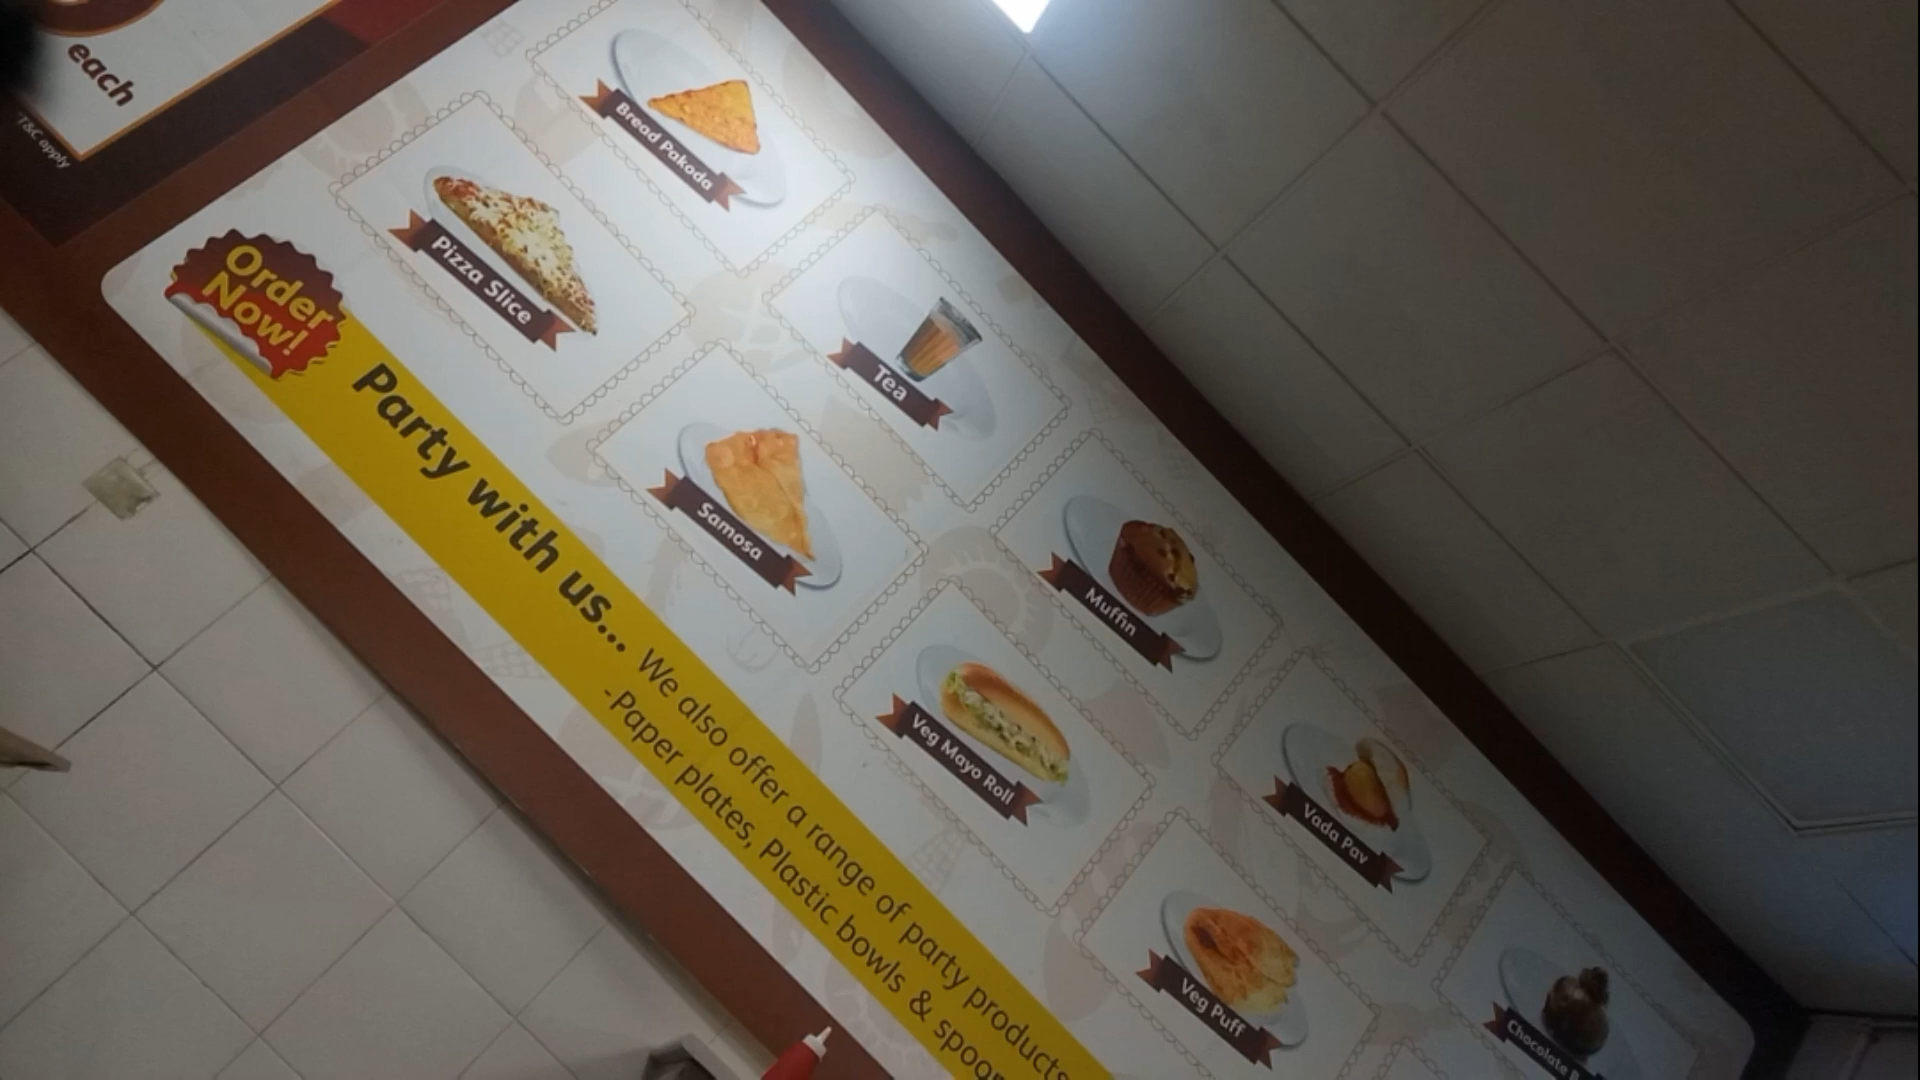 each
*T&C apply
Bread Pakoda
Tea
Muffin
Vada Pav
Chocolate
Pizza Slice
Samosa
Veg Mayo Roll
Veg Puff
Order
Now!
Party with us... We also offer a range of party products
-Paper plates, Plastic bowls &